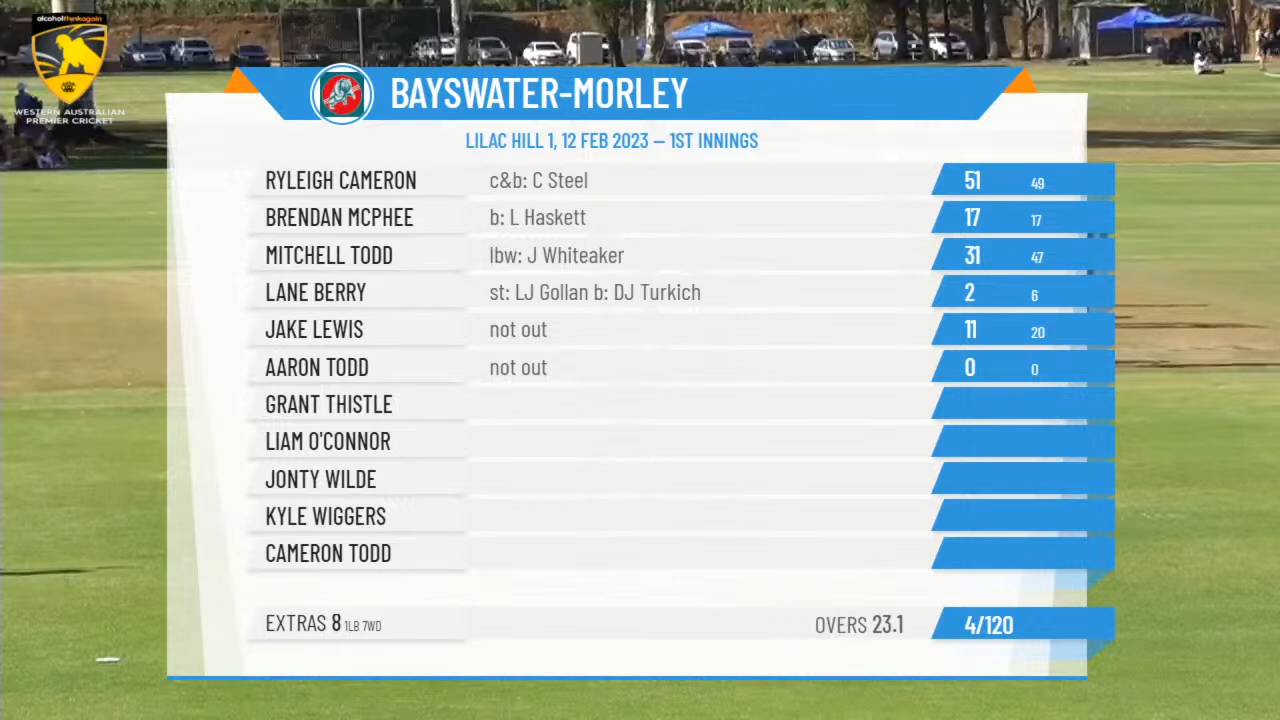 alcoholthinkagain
WESTERN AUSTRALIAN
PREMIER CRICKET
BAYSWATER-MORLEY
LILAC HILL 1, 12 FEB 2023 – 1ST INNINGS
RYLEIGH CAMERON c&b: C Steel 51 49
BRENDAN MCPHEE b: L Haskett 17 17
MITCHELL TODD lbw: J Whiteaker 31 47
LANE BERRY st: LJ Gollan b: DJ Turkich 2 6
JAKE LEWIS not out 11 20
AARON TODD not out 0 0
GRANT THISTLE
LIAM O'CONNOR
JONTY WILDE
KYLE WIGGERS
CAMERON TODD
EXTRAS 8 1LB 7WD OVERS 23.1 4/120